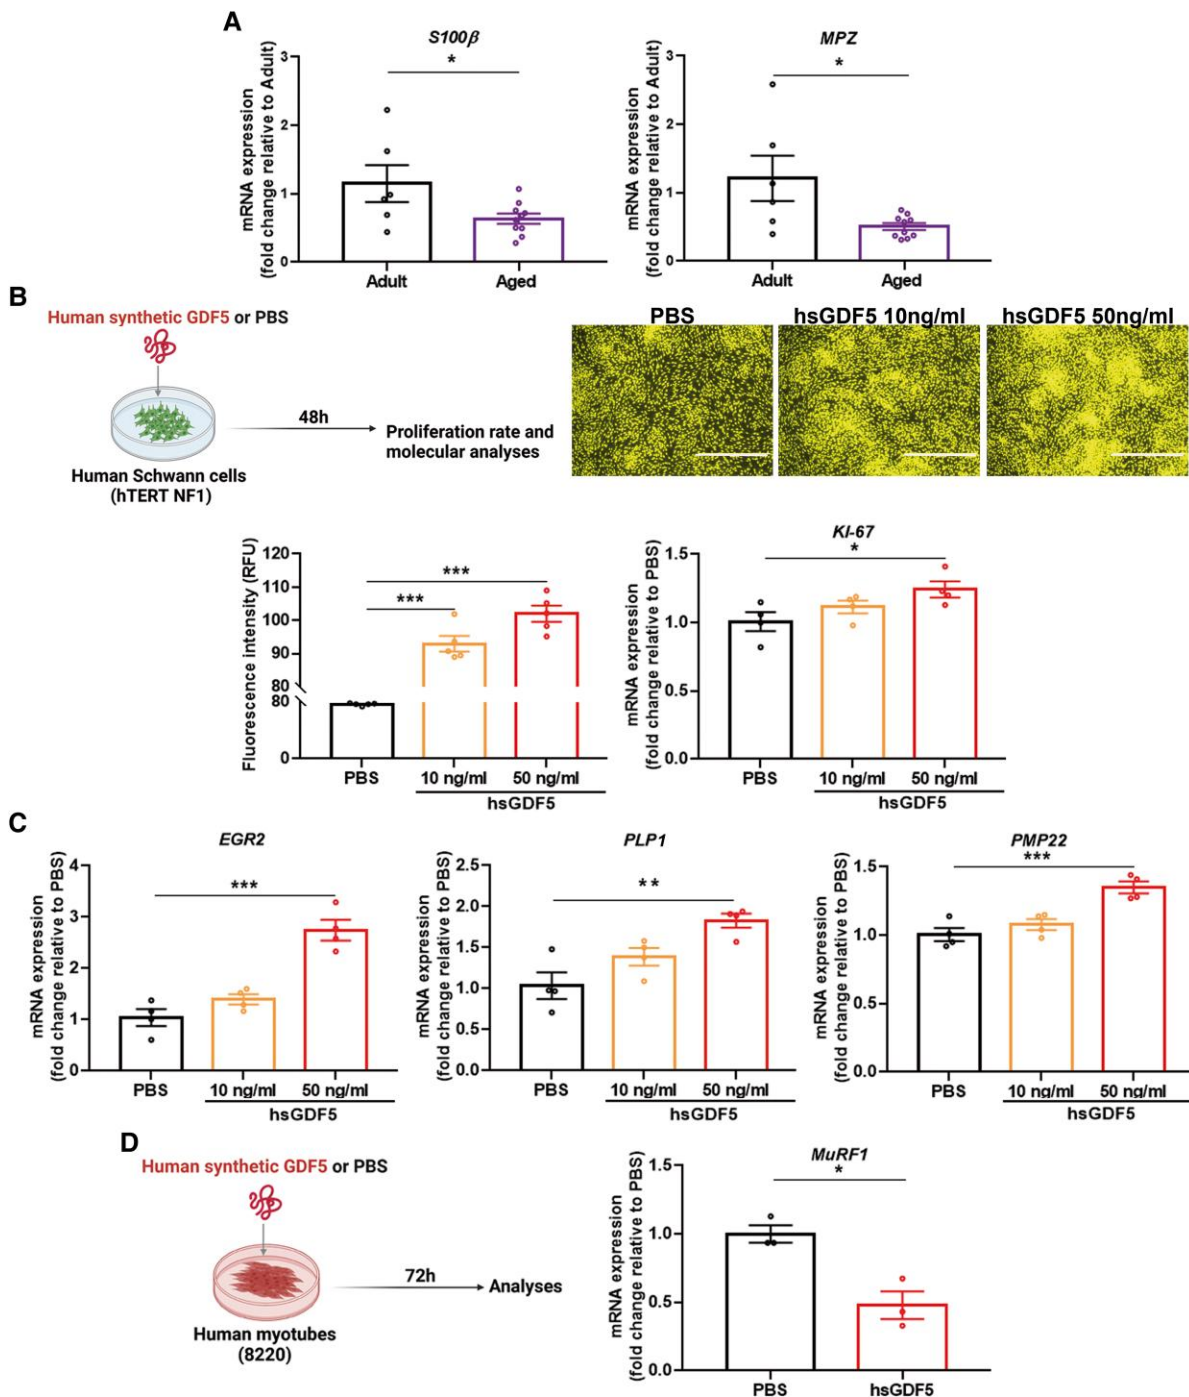 A
S100β
*
mRNA expression
(fold change relative to Adult)
3
2
1
0
Adult
Aged
MPZ
*
mRNA expression
(fold change relative to Adult)
3
2
1
0
Adult
Aged
B
Human synthetic GDF5 or PBS
48h
Proliferation rate and
molecular analyses
Human Schwann cells
(hTERT NF1)
PBS
hsGDF5 10ng/ml
hsGDF5 50ng/ml
Fluorescence intensity (RFU)
120
110
100
90
80
80
0
***
***
PBS
10 ng/ml
50 ng/ml
hsGDF5
KI-67
*
mRNA expression
(fold change relative to PBS)
1.5
1.0
0.5
0.0
PBS
10 ng/ml
50 ng/ml
hsGDF5
C
EGR2
***
mRNA expression
(fold change relative to PBS)
4
3
2
1
0
PBS
10 ng/ml
50 ng/ml
hsGDF5
PLP1
**
mRNA expression
(fold change relative to PBS)
2.5
2.0
1.5
1.0
0.5
0.0
PBS
10 ng/ml
50 ng/ml
hsGDF5
PMP22
***
mRNA expression
(fold change relative to PBS)
1.5
1.0
0.5
0.0
PBS
10 ng/ml
50 ng/ml
hsGDF5
D
Human synthetic GDF5 or PBS
72h
Analyses
Human myotubes
(8220)
MuRF1
*
mRNA expression
(fold change relative to PBS)
1.5
1.0
0.5
0.0
PBS
hsGDF5